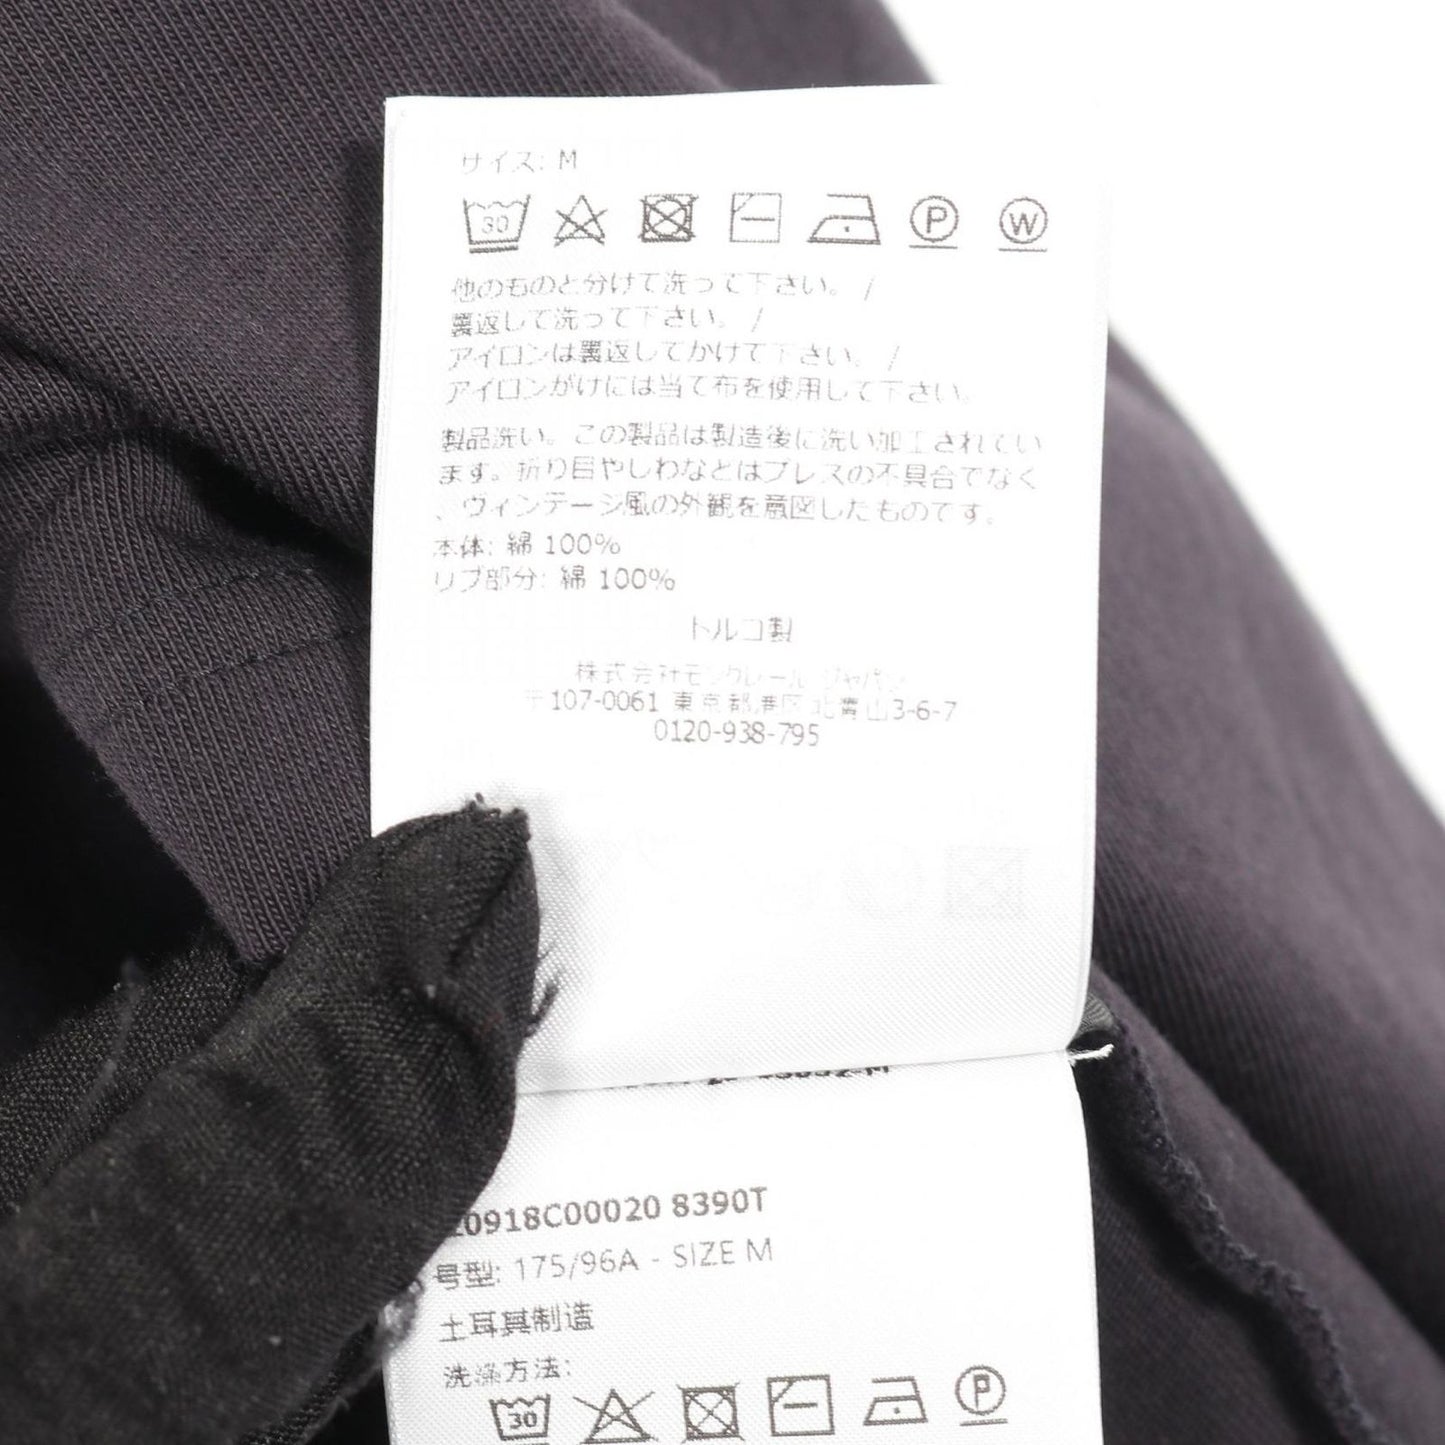 サイズ: M
30 P W
他のものと分けて洗って下さい。 /
裏返して洗って下さい。 /
アイロンは裏返してかけて下さい。 /
アイロンがけには当て布を使用して下さい。
製品洗い。この製品は製造後に洗い加工されてい
ます。折り目やしわなとはプレスの不具合でなく
、ヴィンテージ風の外観を意図したものです。
本体: 綿 100%
リブ部分: 綿 100%
トルコ製
株式会社モンクレール ジャパン
〒107-0061 東京都港区北青山3-6-7
0120-938-795
0918C00020 8390T
号型: 175/96A - SIZE M
土耳其制造
洗涤方法:
30 P